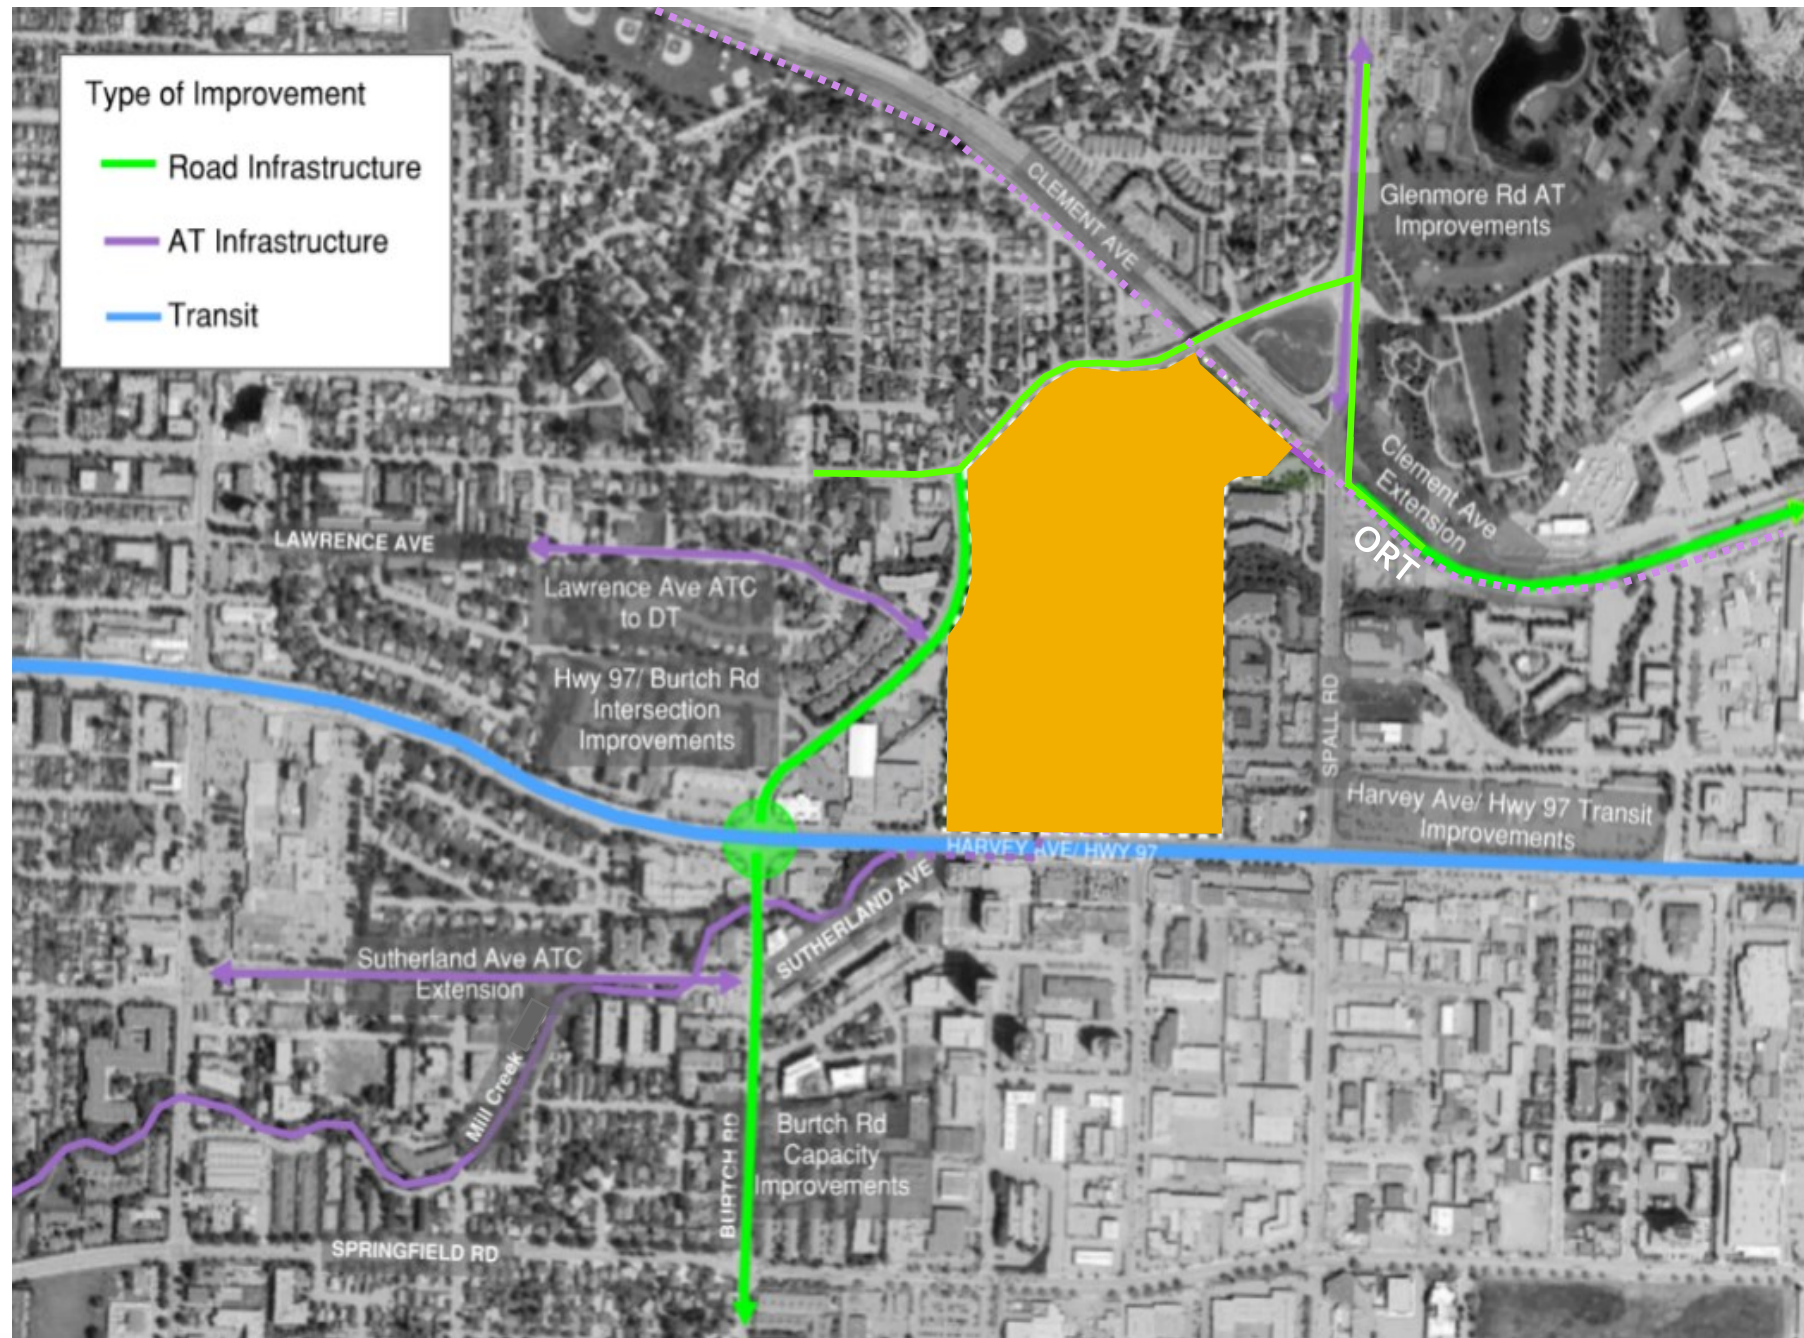 Type of Improvement
Road Infrastructure
AT Infrastructure
Transit
CLEMENT AVE
Glenmore Rd AT
Improvements
Clement Ave
Extension
ORT
LAWRENCE AVE
Lawrence Ave ATC
to DT
Hwy 97/ Burtch Rd
Intersection
Improvements
SPALL RD
Harvey Ave/ Hwy 97 Transit
Improvements
HARVEY AVE/ HWY 97
SUTHERLAND AVE
Sutherland Ave ATC
Extension
Mill Creek
BURTCH RD
Burtch Rd
Capacity
Improvements
SPRINGFIELD RD